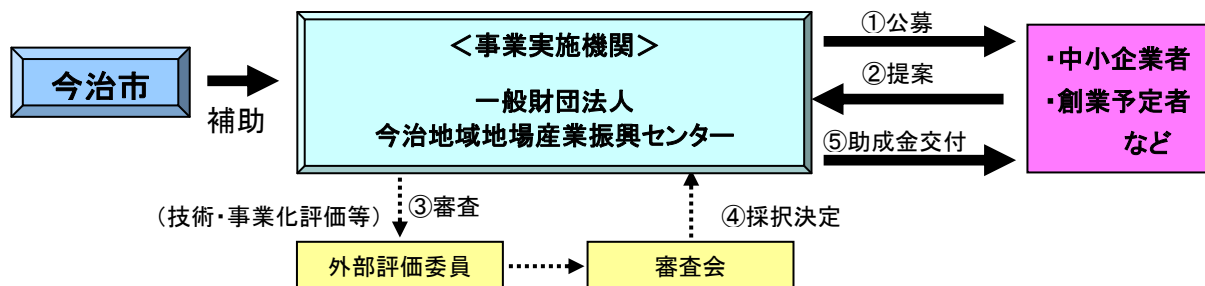 今治市
補助
＜事業実施機関＞
一般財団法人
今治地域地場産業振興センター
①公募
②提案
⑤助成金交付
・中小企業者
・創業予定者
など
（技術・事業化評価等）
③審査
④採択決定
外部評価委員
審査会